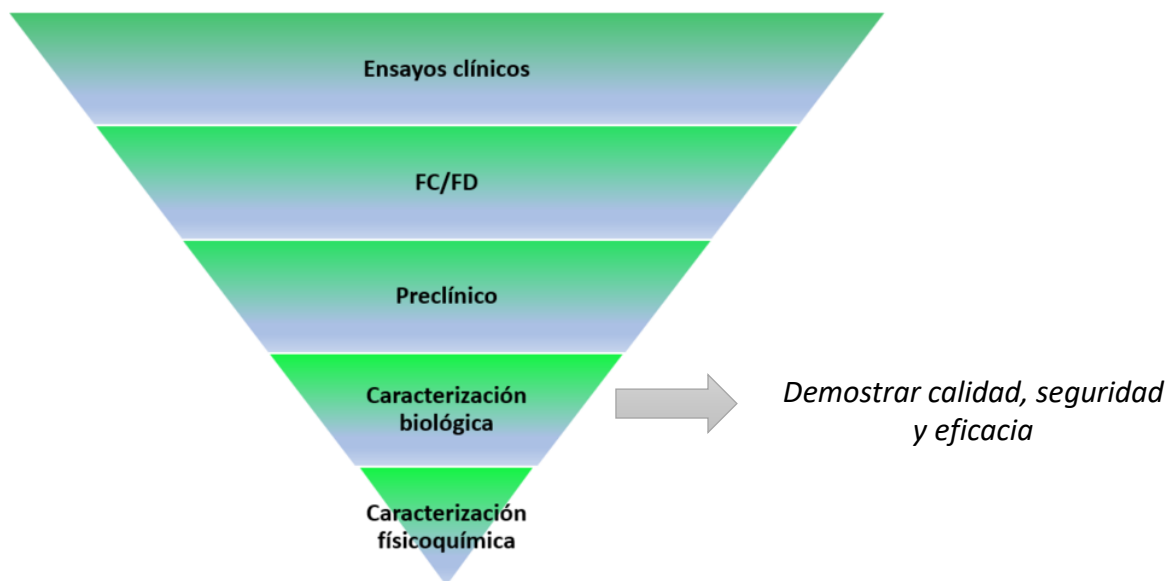 Ensayos clínicos
FC/FD
Preclínico
Caracterización
biológica
Demostrar calidad, seguridad
y eficacia
Caracterización
físicoquímica